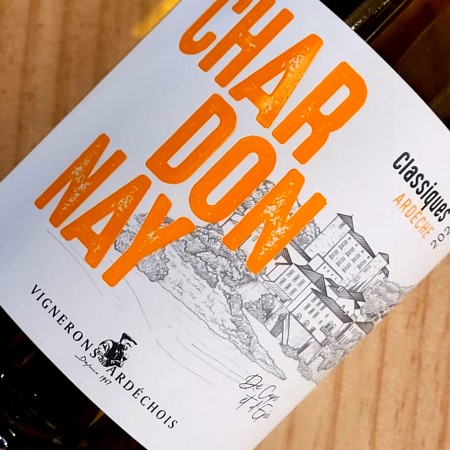 CHAR
DON
NAY
Classiques
ARDÈCHE
VIGNERONS ARDÉCHOIS
Depuis 1967